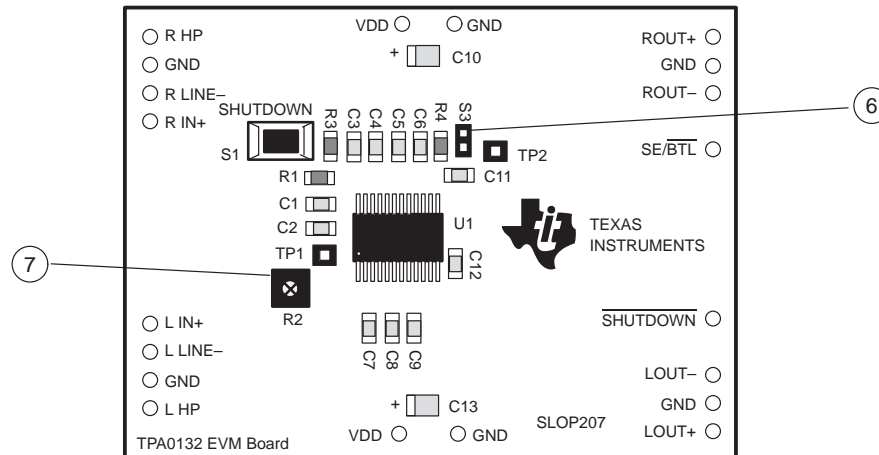 VDD
GND
R HP
GND
R LINE–
R IN+
+
C10
ROUT+
GND
ROUT–
6
SHUTDOWN
S1
R3
C3
C4
C5
C6
R4
S3
TP2
SE/BTL
R1
C11
C1
C2
U1
TEXAS
INSTRUMENTS
TP1
C12
7
R2
L IN+
L LINE–
GND
L HP
C7
C8
C9
SHUTDOWN
LOUT–
GND
LOUT+
+
C13
SLOP207
VDD
GND
TPA0132 EVM Board